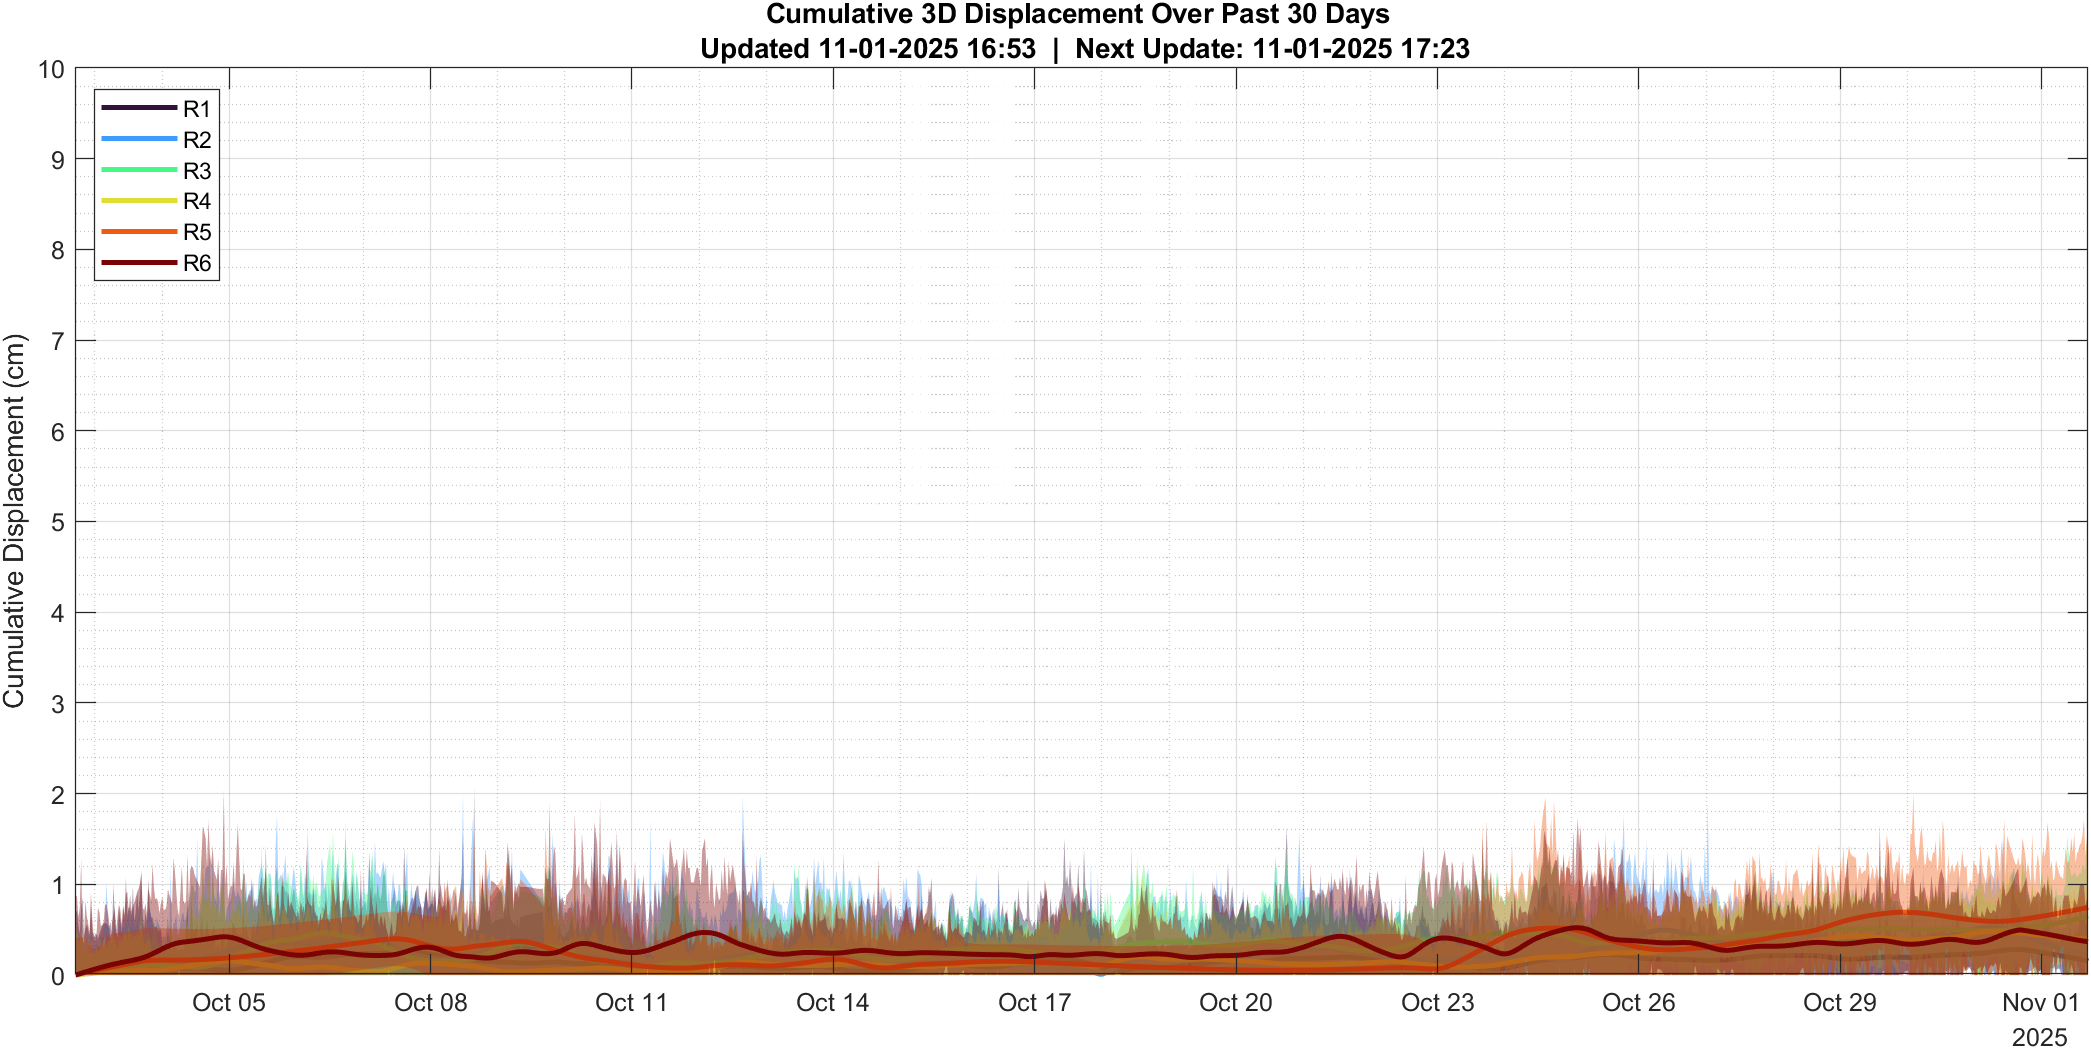 Cumulative 3D Displacement Over Past 30 Days
Updated 11-01-2025 16:53 | Next Update: 11-01-2025 17:23
Cumulative Displacement (cm)
10
9
8
7
6
5
4
3
2
1
0
R1
R2
R3
R4
R5
R6
Oct 05
Oct 08
Oct 11
Oct 14
Oct 17
Oct 20
Oct 23
Oct 26
Oct 29
Nov 01
2025